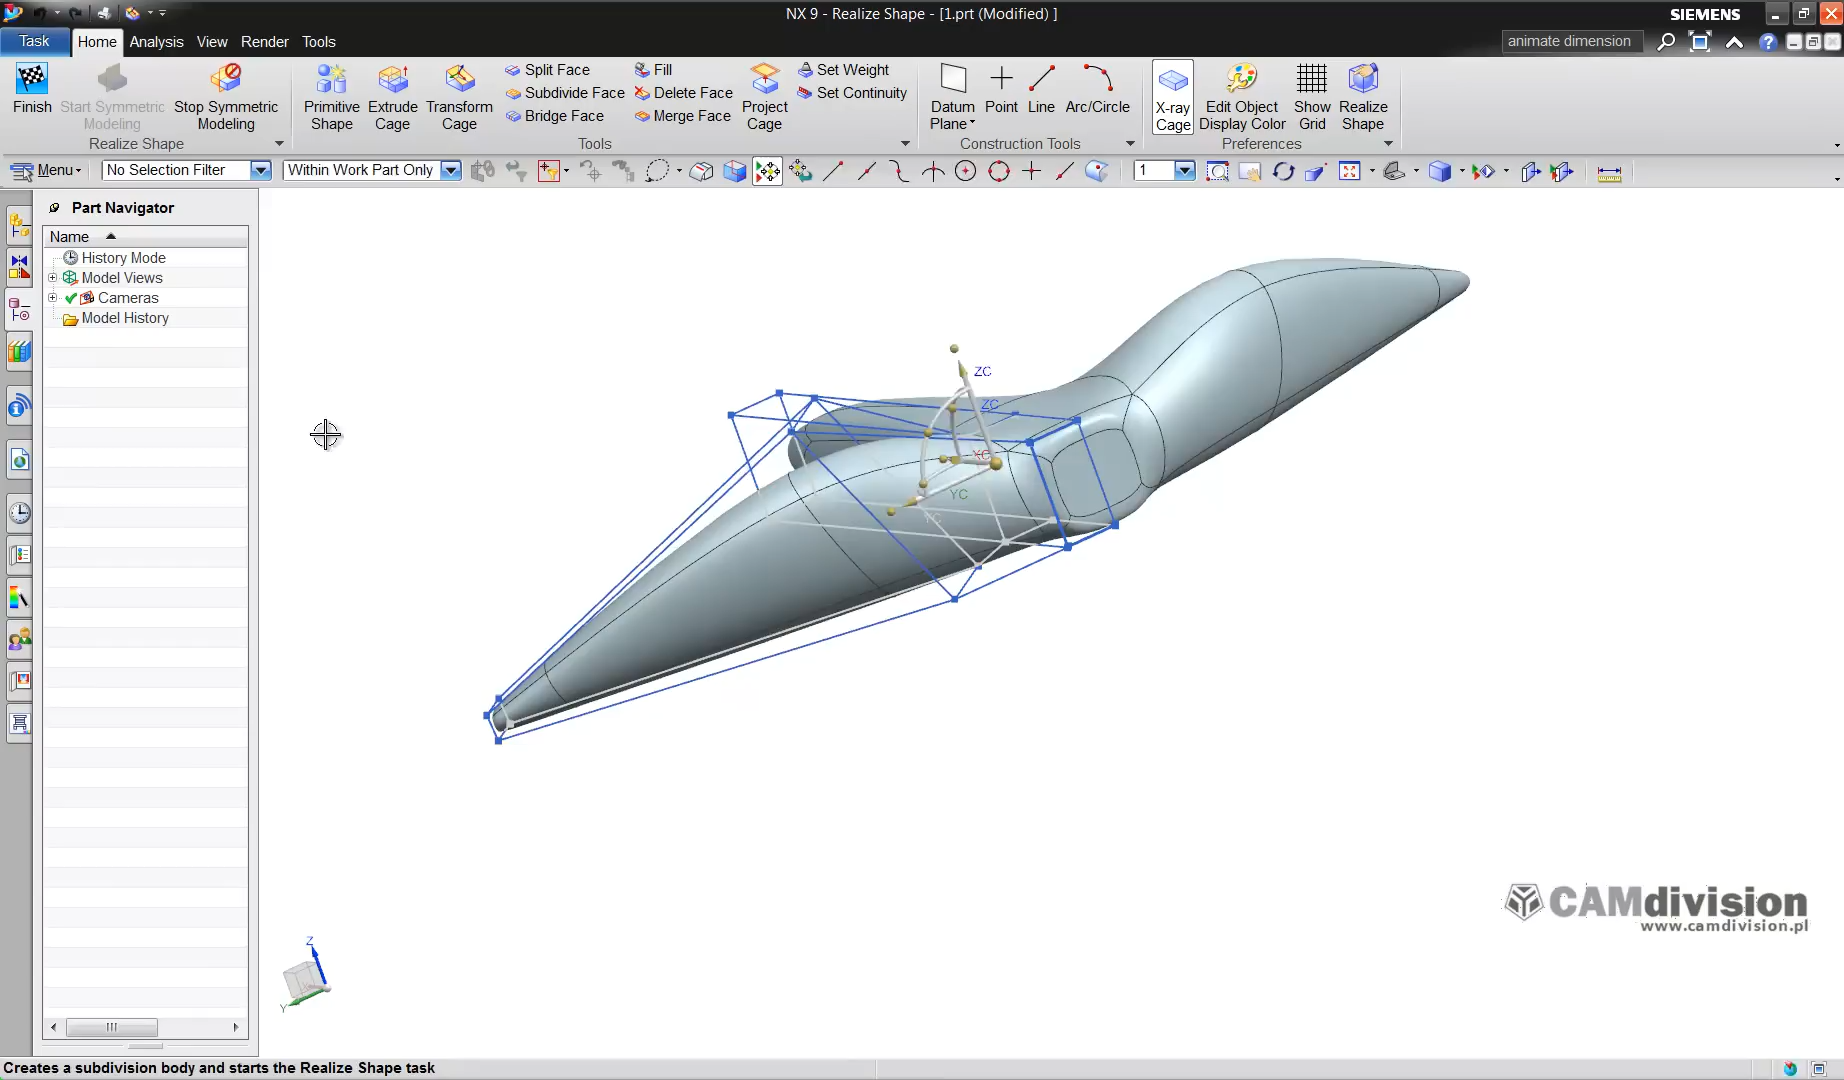 NX 9 - Realize Shape - [1.prt (Modified) ]
SIEMENS
Task
Home
Analysis
View
Render
Tools
animate dimension
Finish
Start Symmetric
Modeling
Stop Symmetric
Modeling
Realize Shape
Primitive
Shape
Extrude
Cage
Transform
Cage
Split Face
Subdivide Face
Bridge Face
Fill
Delete Face
Merge Face
Project
Cage
Set Weight
Set Continuity
Tools
Datum
Plane
Point
Line
Arc/Circle
Construction Tools
X-ray
Cage
Edit Object
Display Color
Show
Grid
Realize
Shape
Preferences
Menu
No Selection Filter
Within Work Part Only
1
Part Navigator
Name
History Mode
Model Views
Cameras
Model History
ZC
ZC
XC
YC
YC
Z
Y
CAMdivision
www.camdivision.pl
Creates a subdivision body and starts the Realize Shape task